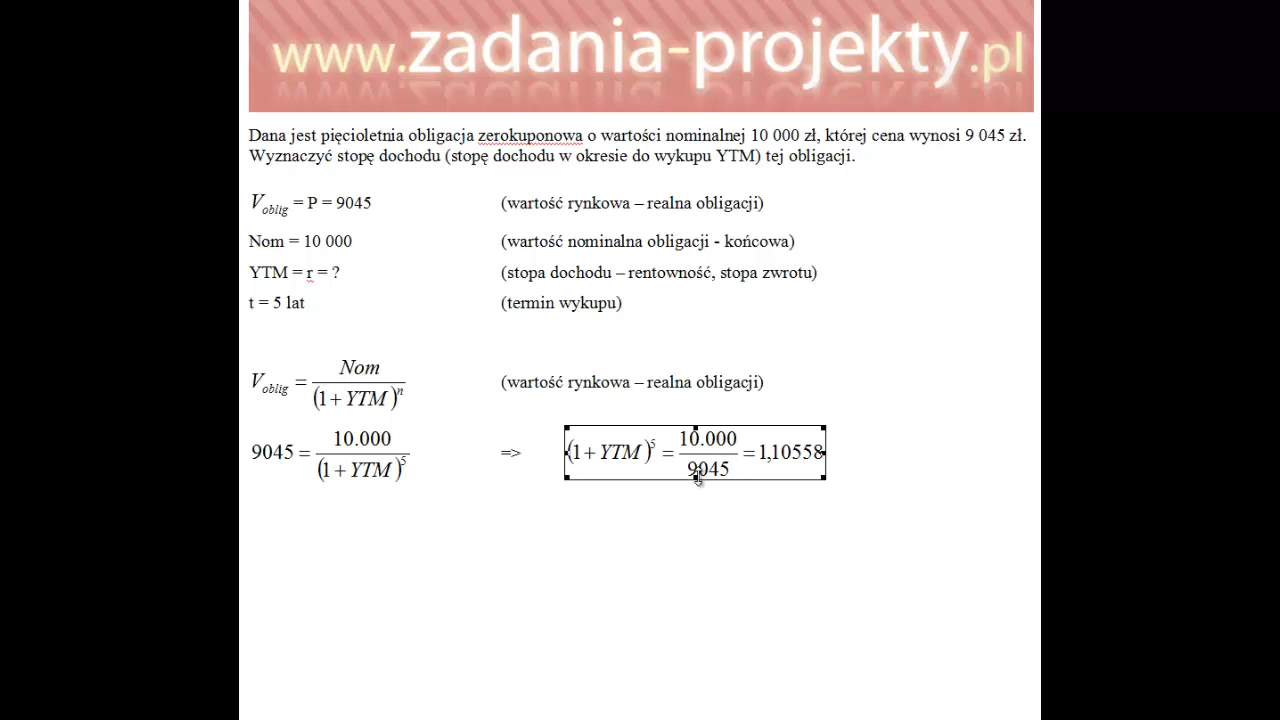 www.zadania-projekty.pl
Dana jest pięcioletnia obligacja zerokuponowa o wartości nominalnej 10 000 zł, której cena wynosi 9 045 zł.
Wyznaczyć stopę dochodu (stopę dochodu w okresie do wykupu YTM) tej obligacji.
V_oblig = P = 9045 (wartość rynkowa – realna obligacji)
Nom = 10 000 (wartość nominalna obligacji - końcowa)
YTM = r = ? (stopa dochodu – rentowność, stopa zwrotu)
t = 5 lat (termin wykupu)
V_oblig = Nom / (1 + YTM)^n (wartość rynkowa – realna obligacji)
9045 = 10.000 / (1 + YTM)^5 => (1 + YTM)^5 = 10.000 / 9045 = 1,10558